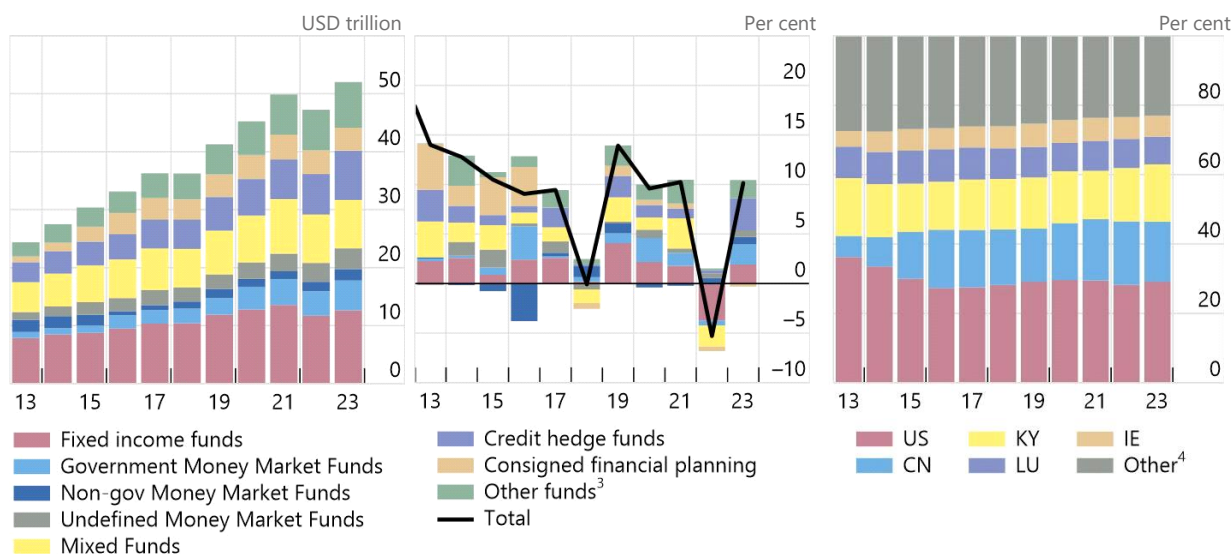 USD trillion
Per cent
Per cent
50
40
30
20
10
0
13 15 17 19 21 23
20
15
10
5
0
−5
−10
13 15 17 19 21 23
80
60
40
20
0
13 15 17 19 21 23
Fixed income funds
Government Money Market Funds
Non-gov Money Market Funds
Undefined Money Market Funds
Mixed Funds
Credit hedge funds
Consigned financial planning
Other funds³
Total
US KY IE
CN LU Other⁴